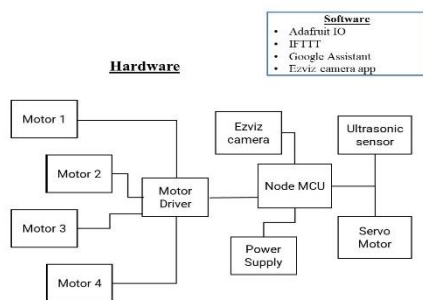 Software
• Adafruit IO
• IFTTT
• Google Assistant
• Ezviz camera app
Hardware
Motor 1
Motor 2
Motor 3
Motor 4
Motor
Driver
Ezviz
camera
Node MCU
Power
Supply
Ultrasonic
sensor
Servo
Motor